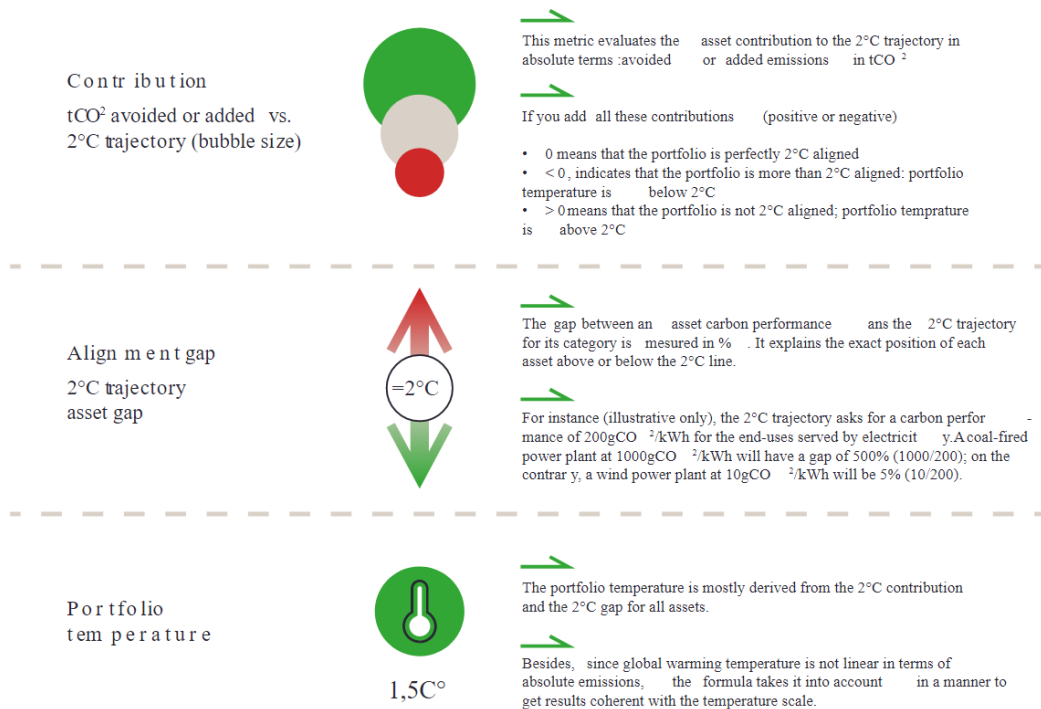 Contribution
tCO² avoided or added vs.
2°C trajectory (bubble size)
This metric evaluates the asset contribution to the 2°C trajectory in
absolute terms :avoided or added emissions in tCO ²
If you add all these contributions (positive or negative)
• 0 means that the portfolio is perfectly 2°C aligned
• < 0, indicates that the portfolio is more than 2°C aligned: portfolio
temperature is below 2°C
• > 0 means that the portfolio is not 2°C aligned; portfolio temprature
is above 2°C
Alignment gap
2°C trajectory
asset gap
=2°C
The gap between an asset carbon performance ans the 2°C trajectory
for its category is mesured in % . It explains the exact position of each
asset above or below the 2°C line.
For instance (illustrative only), the 2°C trajectory asks for a carbon perfor -
mance of 200gCO ²/kWh for the end-uses served by electricit y.A coal-fired
power plant at 1000gCO ²/kWh will have a gap of 500% (1000/200); on the
contrar y, a wind power plant at 10gCO ²/kWh will be 5% (10/200).
Portfolio
temperature
1,5C°
The portfolio temperature is mostly derived from the 2°C contribution
and the 2°C gap for all assets.
Besides, since global warming temperature is not linear in terms of
absolute emissions, the formula takes it into account in a manner to
get results coherent with the temperature scale.